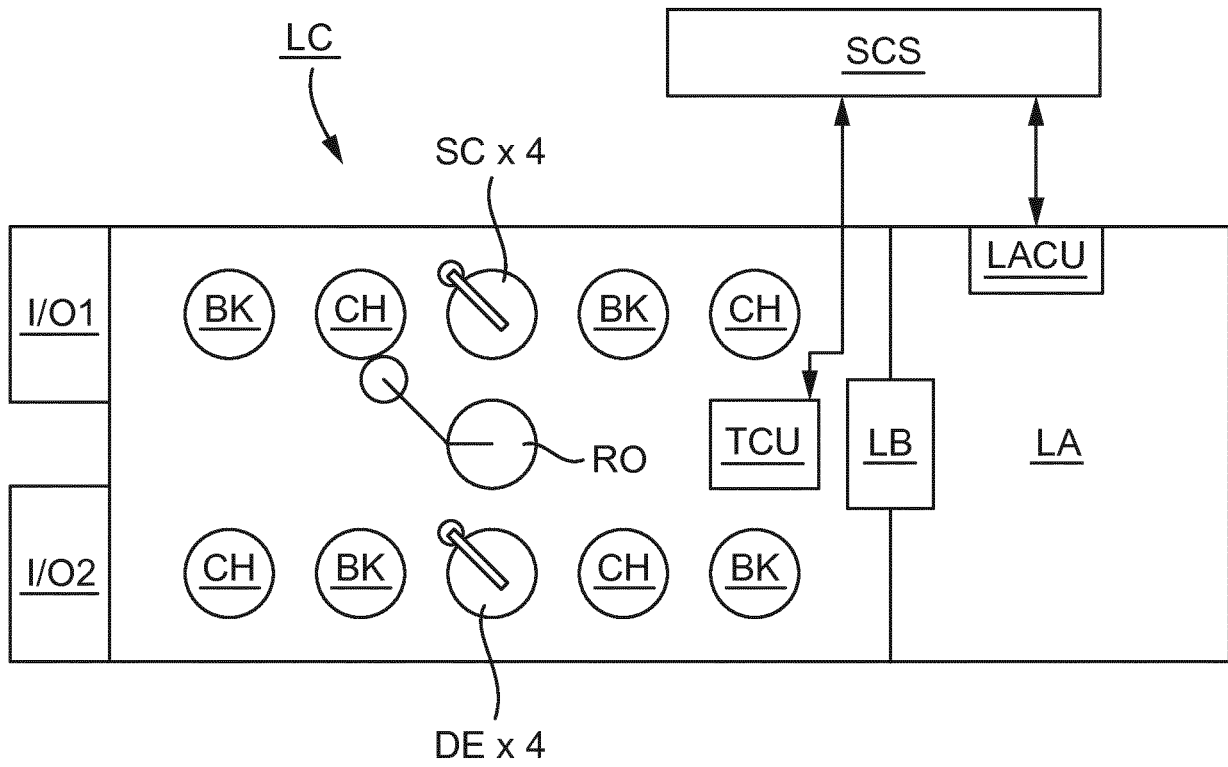 LC
SCS
SC x 4
I/O1
BK
CH
BK
CH
LACU
RO
TCU
LB
LA
I/O2
CH
BK
CH
BK
DE x 4